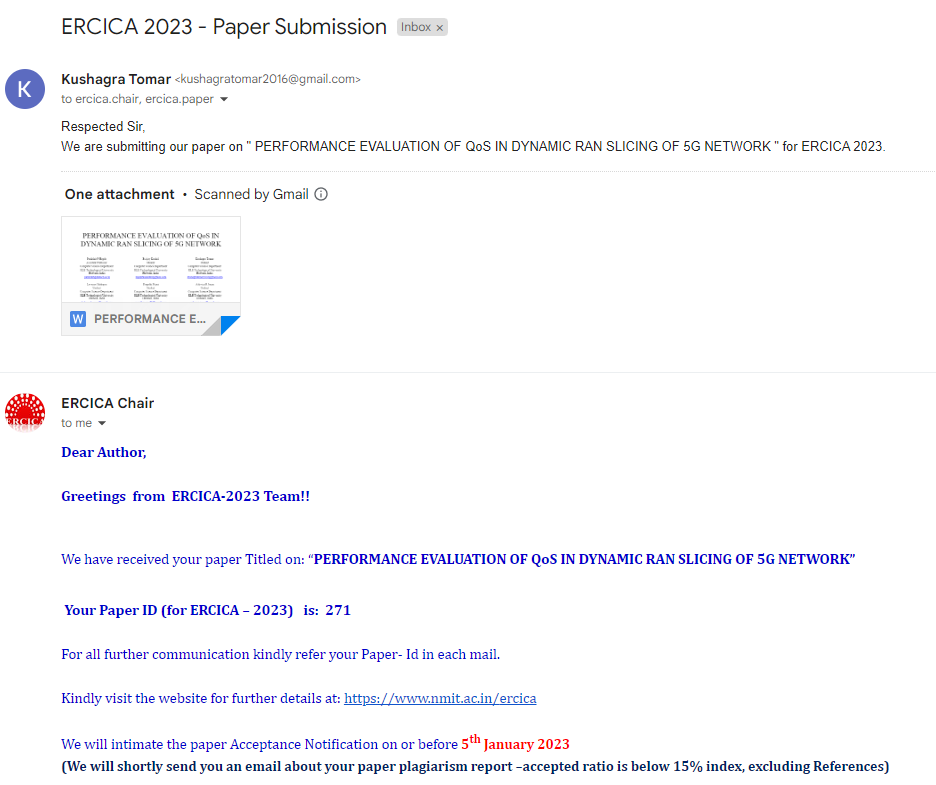 ERCICA 2023 - Paper Submission Inbox ×
K
Kushagra Tomar <kushagratomar2016@gmail.com>
to ercica.chair, ercica.paper
Respected Sir,
We are submitting our paper on " PERFORMANCE EVALUATION OF QoS IN DYNAMIC RAN SLICING OF 5G NETWORK " for ERCICA 2023.
One attachment • Scanned by Gmail
PERFORMANCE EVALUATION OF QoS IN
DYNAMIC RAN SLICING OF 5G NETWORK
W PERFORMANCE E...
ERCICA
ERCICA Chair
to me
Dear Author,
Greetings from ERCICA-2023 Team!!
We have received your paper Titled on: “PERFORMANCE EVALUATION OF QoS IN DYNAMIC RAN SLICING OF 5G NETWORK”
Your Paper ID (for ERCICA – 2023) is: 271
For all further communication kindly refer your Paper- Id in each mail.
Kindly visit the website for further details at: https://www.nmit.ac.in/ercica
We will intimate the paper Acceptance Notification on or before 5th January 2023
(We will shortly send you an email about your paper plagiarism report –accepted ratio is below 15% index, excluding References)